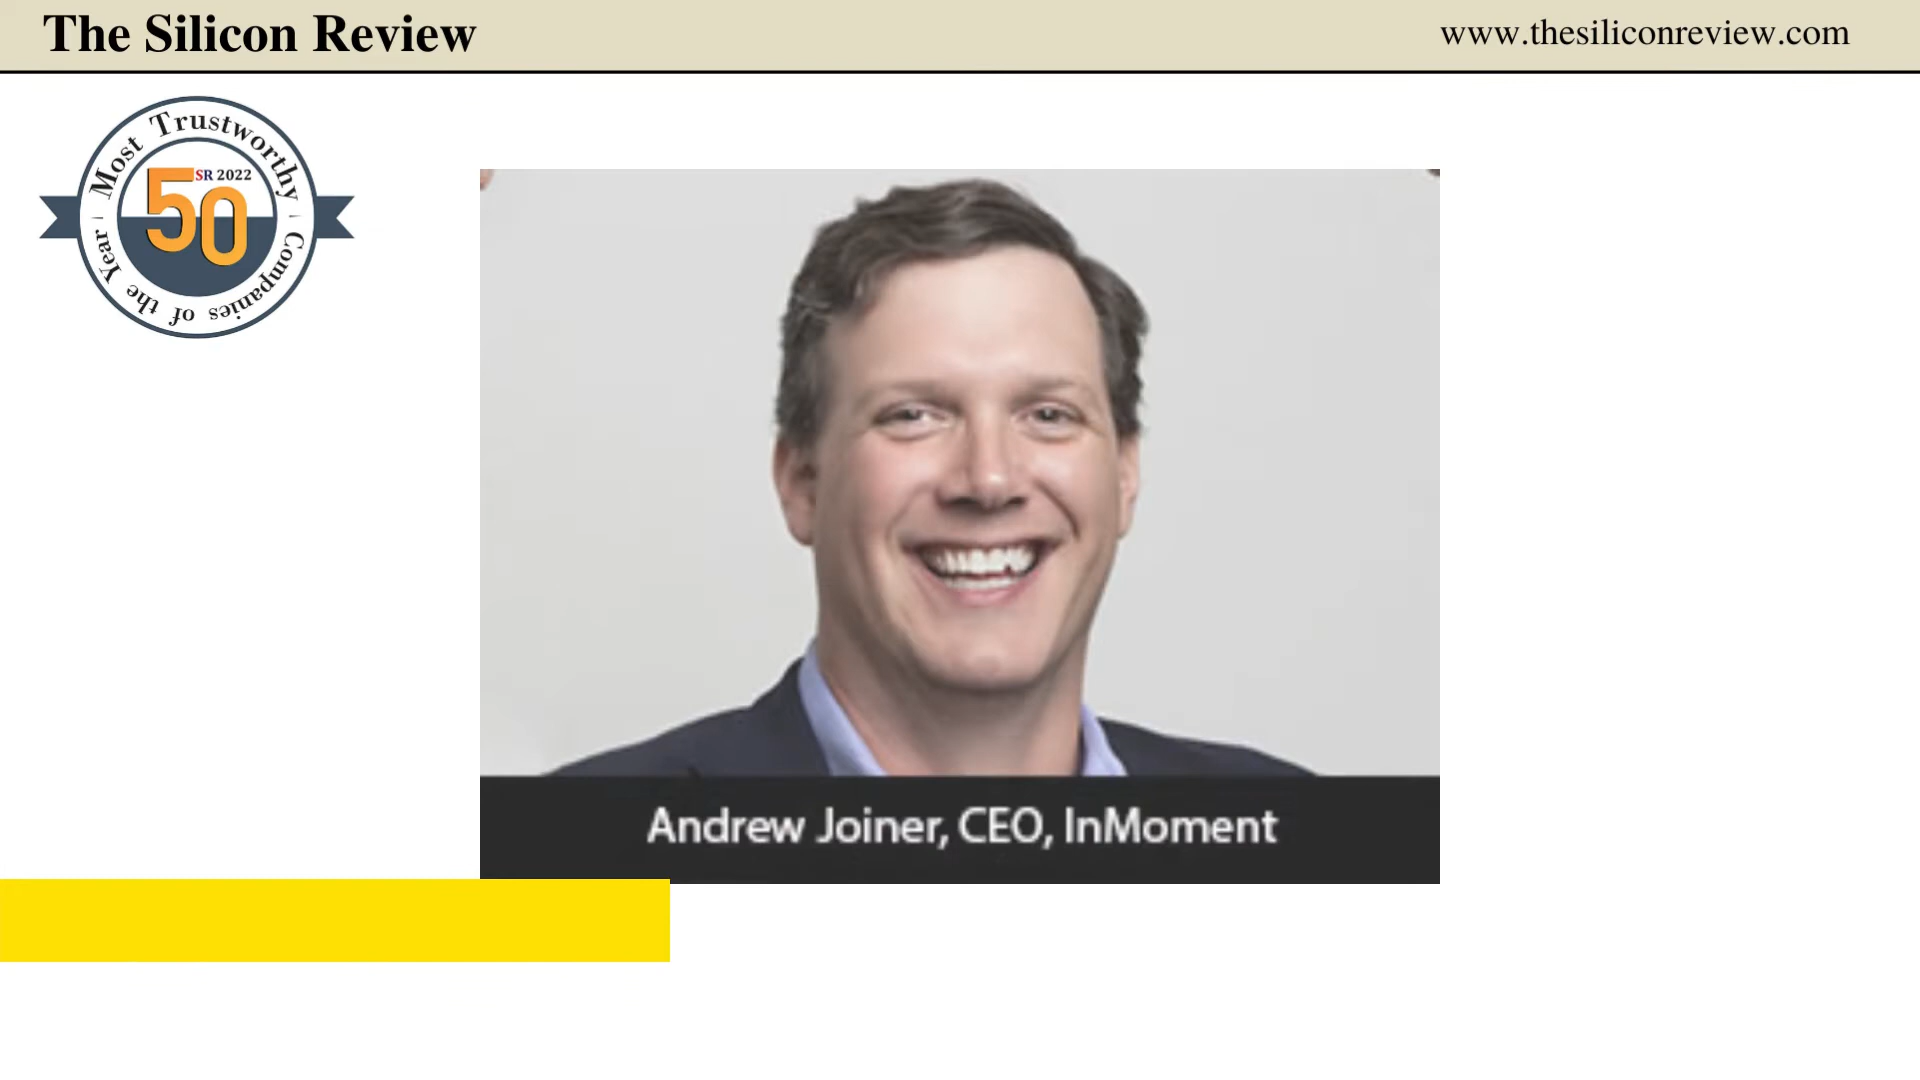 The Silicon Review
www.thesiliconreview.com
Most Trustworthy
Companies of the Year
SR 2022
50
Andrew Joiner, CEO, InMoment